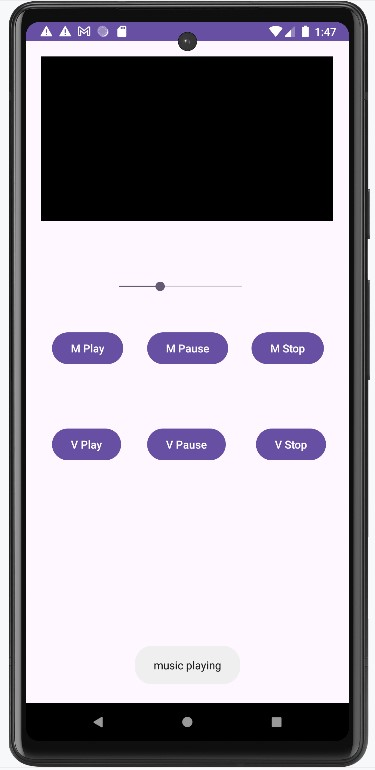 1:47
M Play
M Pause
M Stop
V Play
V Pause
V Stop
music playing